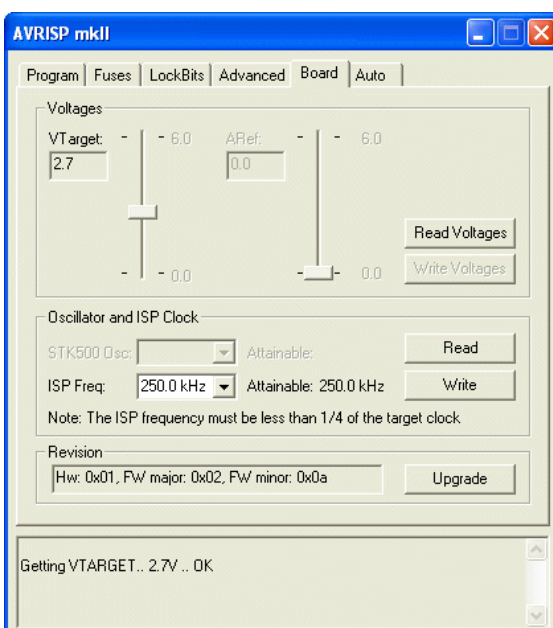 AVRISP mkII
Program Fuses LockBits Advanced Board Auto
Voltages
VTarget: - - 6.0 ARef: - - 6.0
2.7 0.0
Read Voltages
- - 0.0 - - 0.0 Write Voltages
Oscillator and ISP Clock
STK500 Osc: Attainable: Read
ISP Freq: 250.0 kHz Attainable: 250.0 kHz Write
Note: The ISP frequency must be less than 1/4 of the target clock
Revision
Hw: 0x01, FW major: 0x02, FW minor: 0x0a Upgrade
Getting VTARGET.. 2.7V .. OK